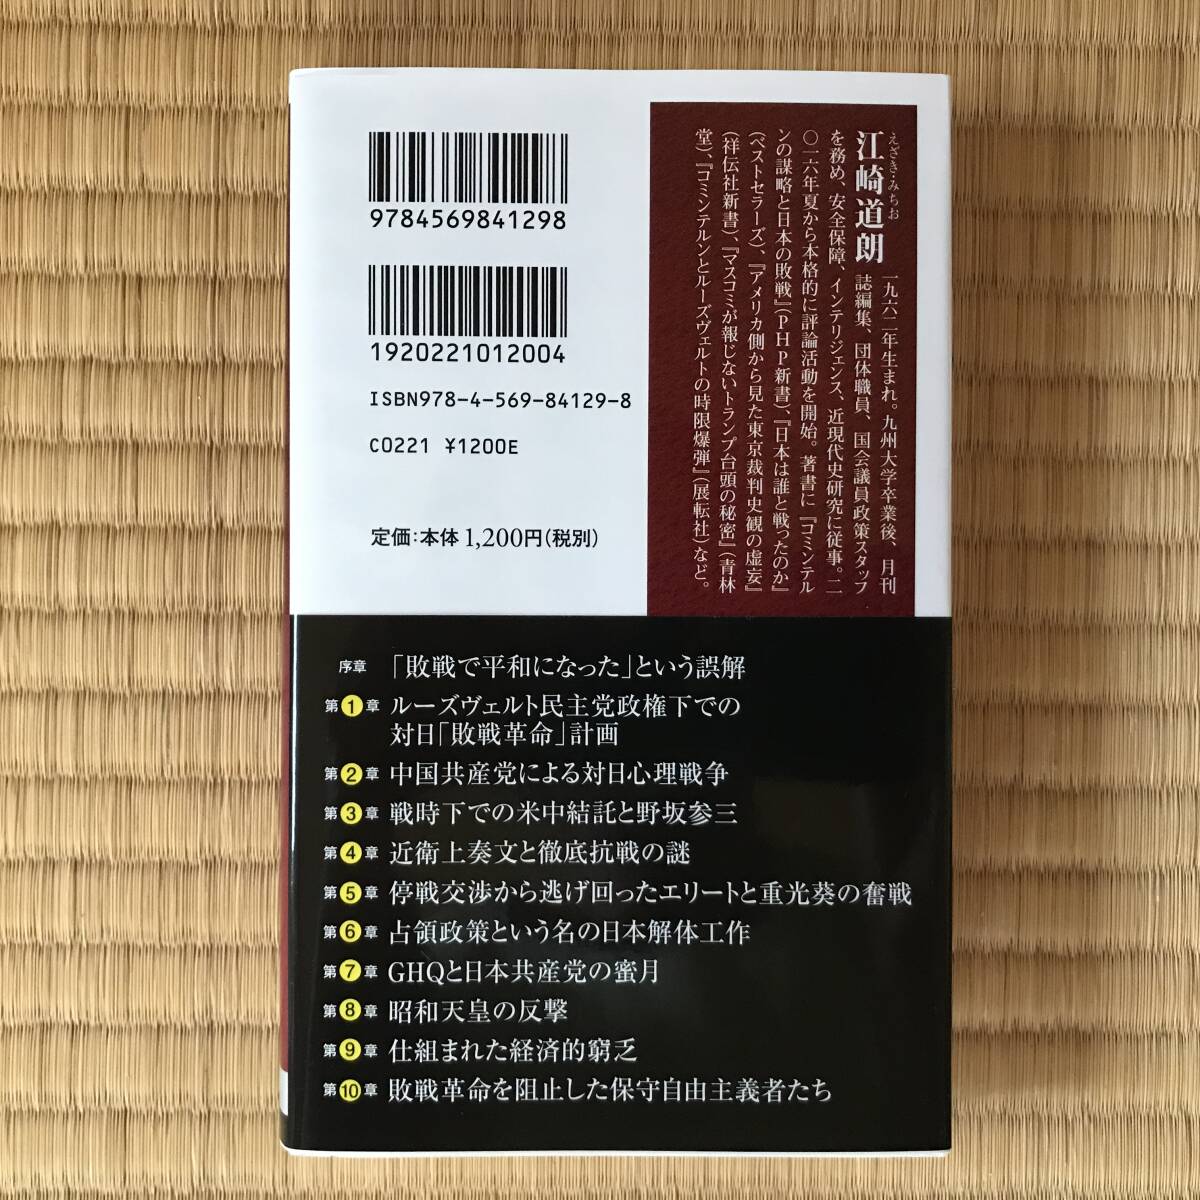 9784569841298
1920221012004
ISBN978-4-569-84129-8
C0221 ¥1200E
定価:本体1,200円(税別)
えざき・みちお
江崎道朗
一九六二年生まれ。九州大学卒業後、月刊
誌編集、団体職員、国会議員政策スタッフ
を務め、安全保障、インテリジェンス、近現代史研究に従事。二
〇一六年夏から本格的に評論活動を開始。著書に『コミンテル
ンの謀略と日本の敗戦』(PHP新書)、『日本は誰と戦ったのか』
(ベストセラーズ)、『アメリカ側から見た東京裁判史観の虚妄』
(祥伝社新書)、『マスコミが報じないトランプ台頭の秘密』(青林
堂)、『コミンテルンとルーズヴェルトの時限爆弾』(展転社)など。
序章 「敗戦で平和になった」という誤解
第1章 ルーズヴェルト民主党政権下での
対日「敗戦革命」計画
第2章 中国共産党による対日心理戦争
第3章 戦時下での米中結託と野坂参三
第4章 近衛上奏文と徹底抗戦の謎
第5章 停戦交渉から逃げ回ったエリートと重光葵の奮戦
第6章 占領政策という名の日本解体工作
第7章 GHQと日本共産党の蜜月
第8章 昭和天皇の反撃
第9章 仕組まれた経済的窮乏
第10章 敗戦革命を阻止した保守自由主義者たち